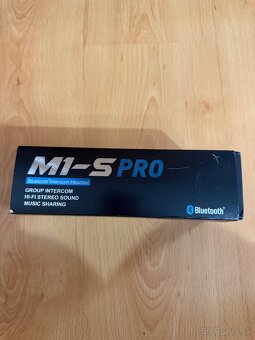 M1-S PRO
Bluetooth Intercom Headset
GROUP INTERCOM
HI-FI STEREO SOUND
MUSIC SHARING
Bluetooth